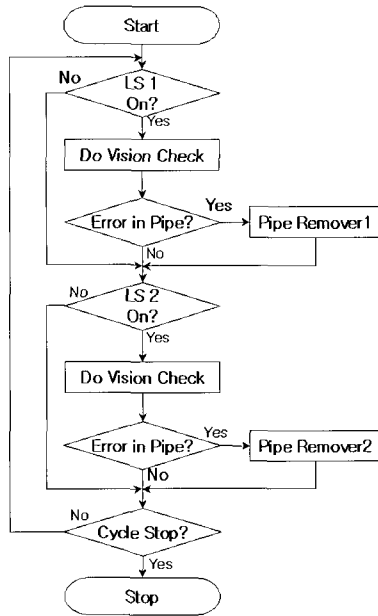 Start
No
LS 1
On?
Yes
Do Vision Check
Error in Pipe?
Yes
Pipe Remover1
No
No
LS 2
On?
Yes
Do Vision Check
Error in Pipe?
Yes
Pipe Remover2
No
No
Cycle Stop?
Yes
Stop